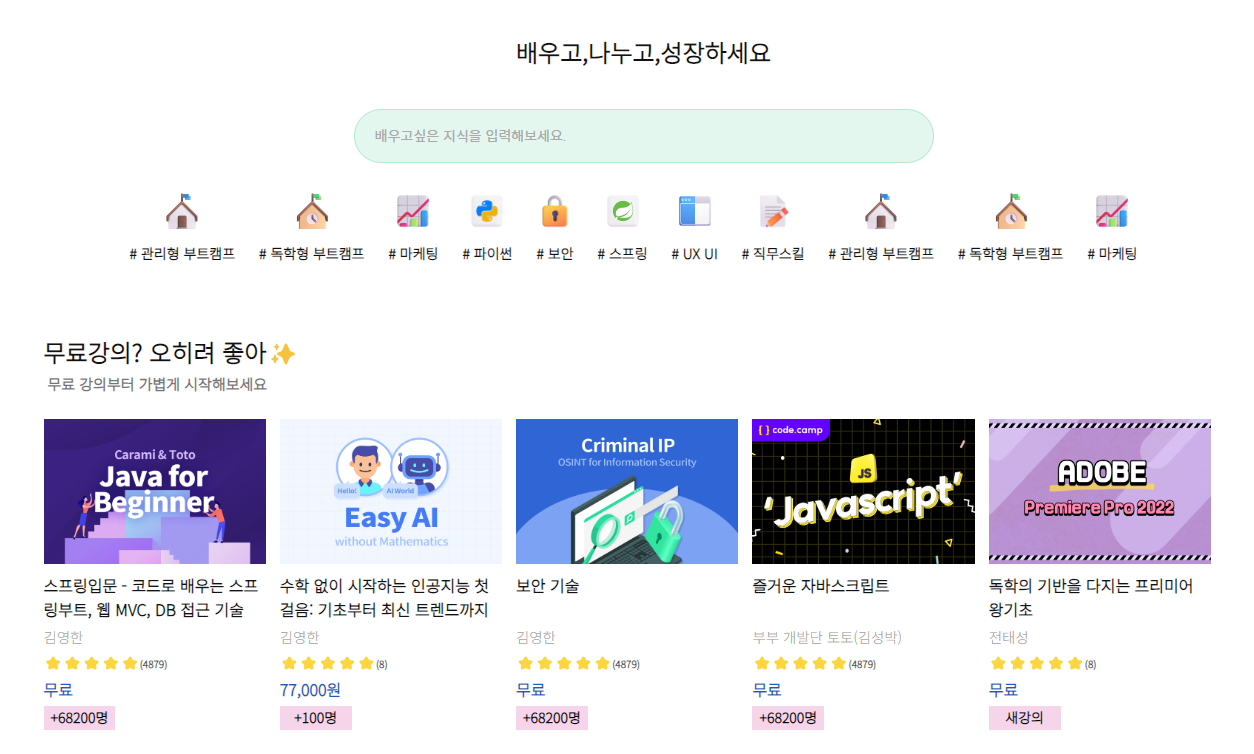 배우고,나누고,성장하세요
배우고싶은 지식을 입력해보세요.
# 관리형 부트캠프
# 독학형 부트캠프
# 마케팅
# 파이썬
# 보안
# 스프링
# UX UI
# 직무스킬
# 관리형 부트캠프
# 독학형 부트캠프
# 마케팅
무료강의? 오히려 좋아✨
무료 강의부터 가볍게 시작해보세요
Carami & Toto
Java for
Beginner
스프링입문 - 코드로 배우는 스프
링부트, 웹 MVC, DB 접근 기술
김영한
(4879)
무료
+68200명
Hello!
AI World
Easy AI
without Mathematics
수학 없이 시작하는 인공지능 첫
걸음: 기초부터 최신 트렌드까지
김영한
(8)
77,000원
+100명
Criminal IP
OSINT for Information Security
보안 기술
김영한
(4879)
무료
+68200명
{ } code.camp
JS
'Javascript'
즐거운 자바스크립트
부부 개발단 토토(김성박)
(4879)
무료
+68200명
ADOBE
Premiere Pro 2022
독학의 기반을 다지는 프리미어
왕기초
전태성
(8)
무료
새강의